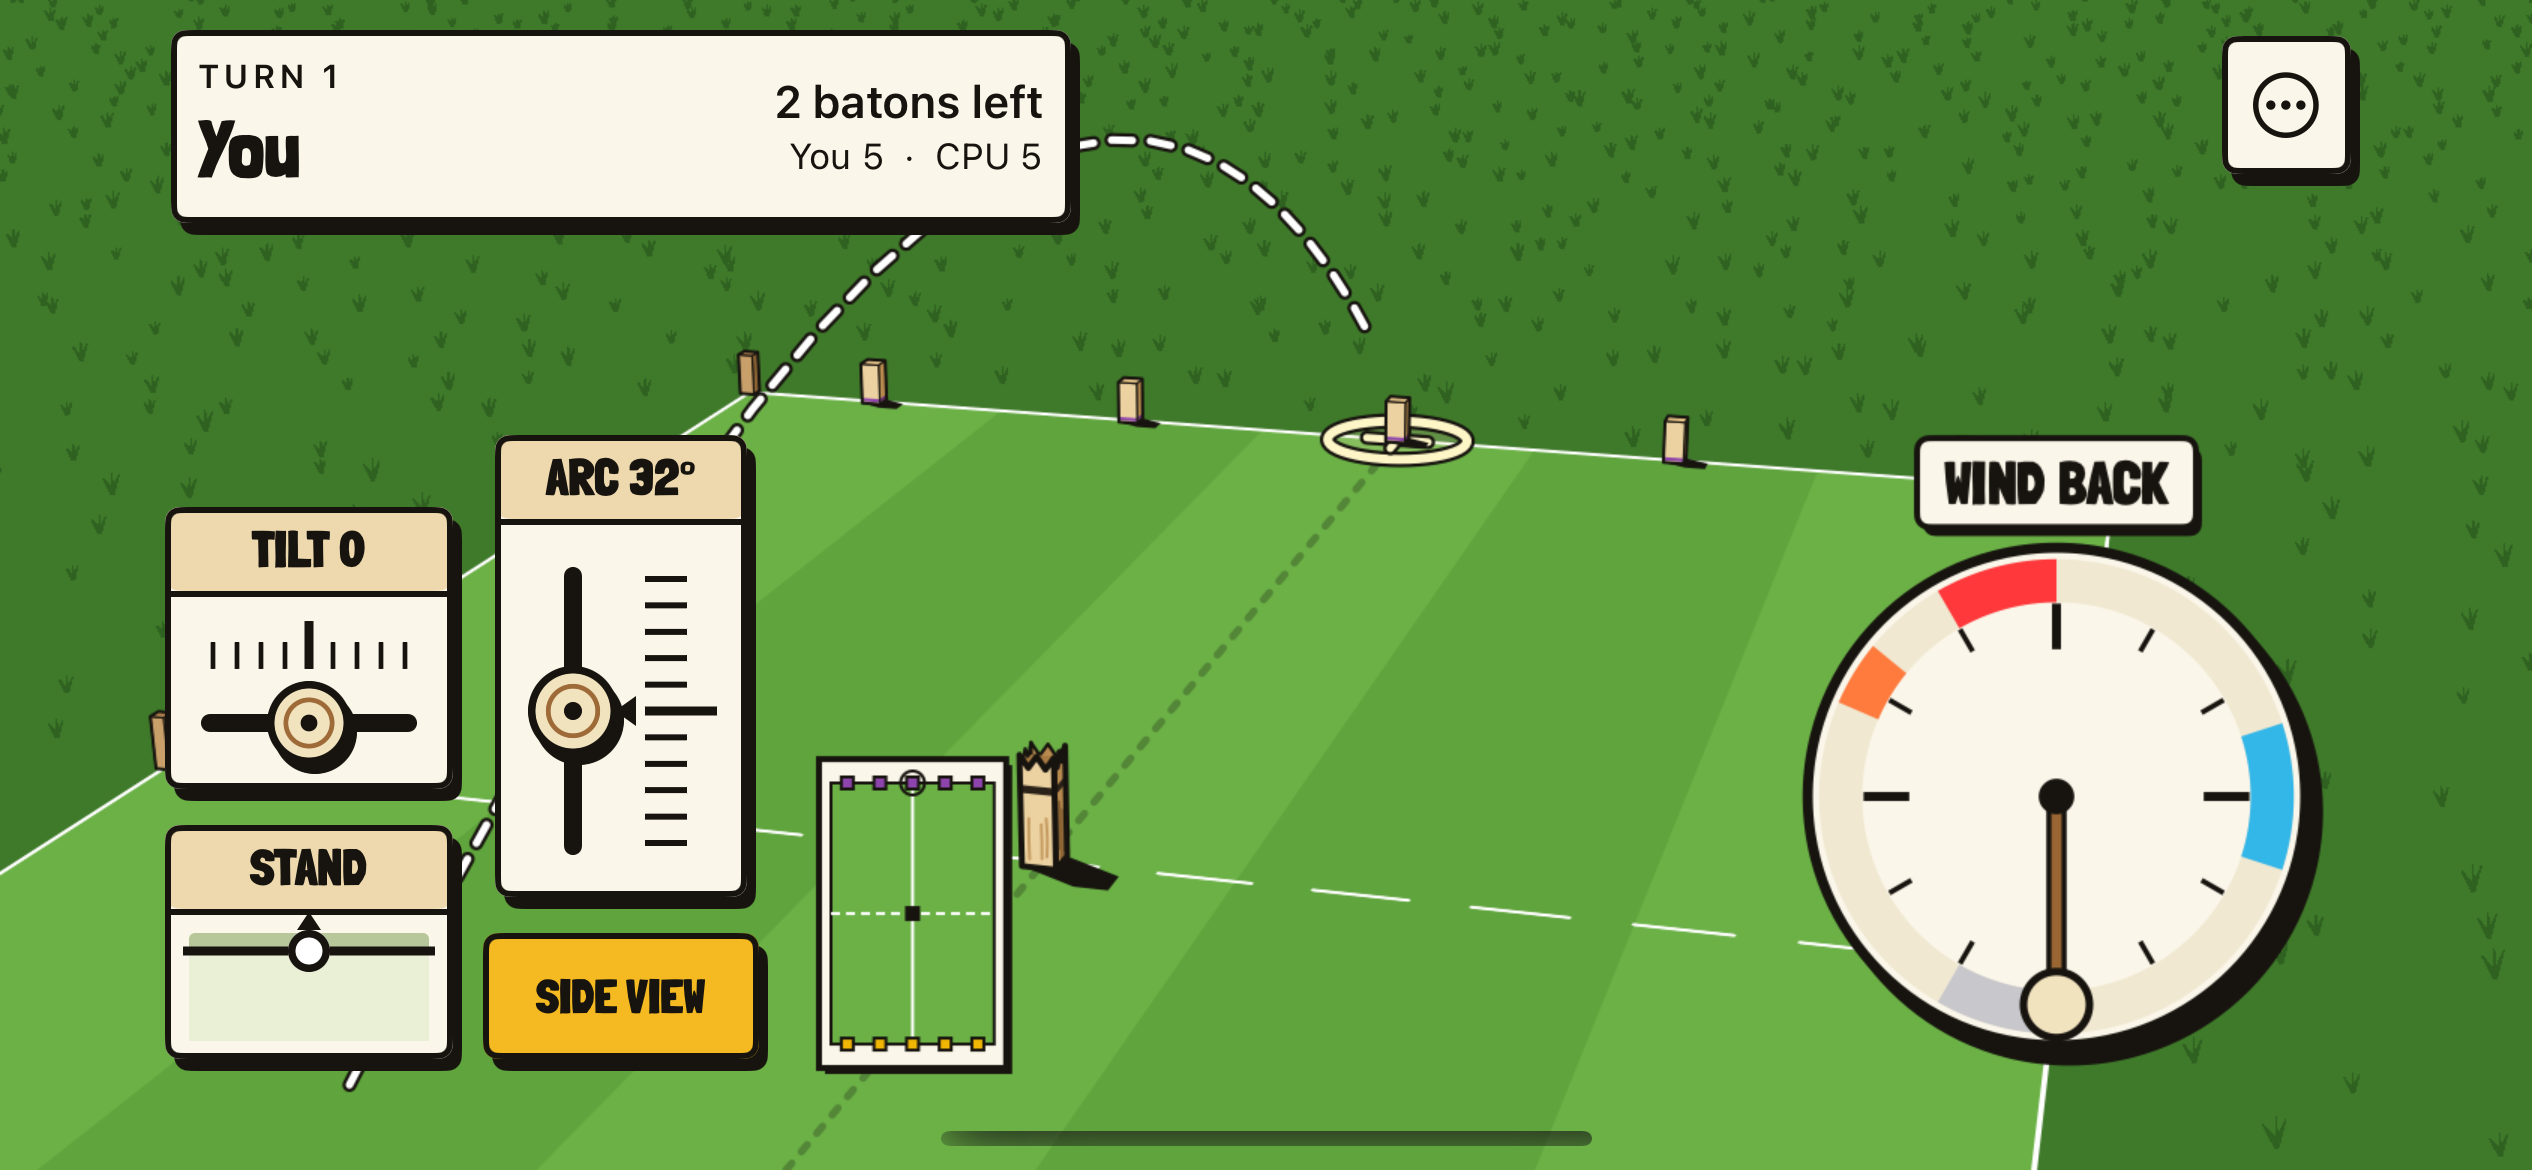 TURN 1
You
2 batons left
You 5 · CPU 5
ARC 32°
TILT 0
STAND
SIDE VIEW
WIND BACK